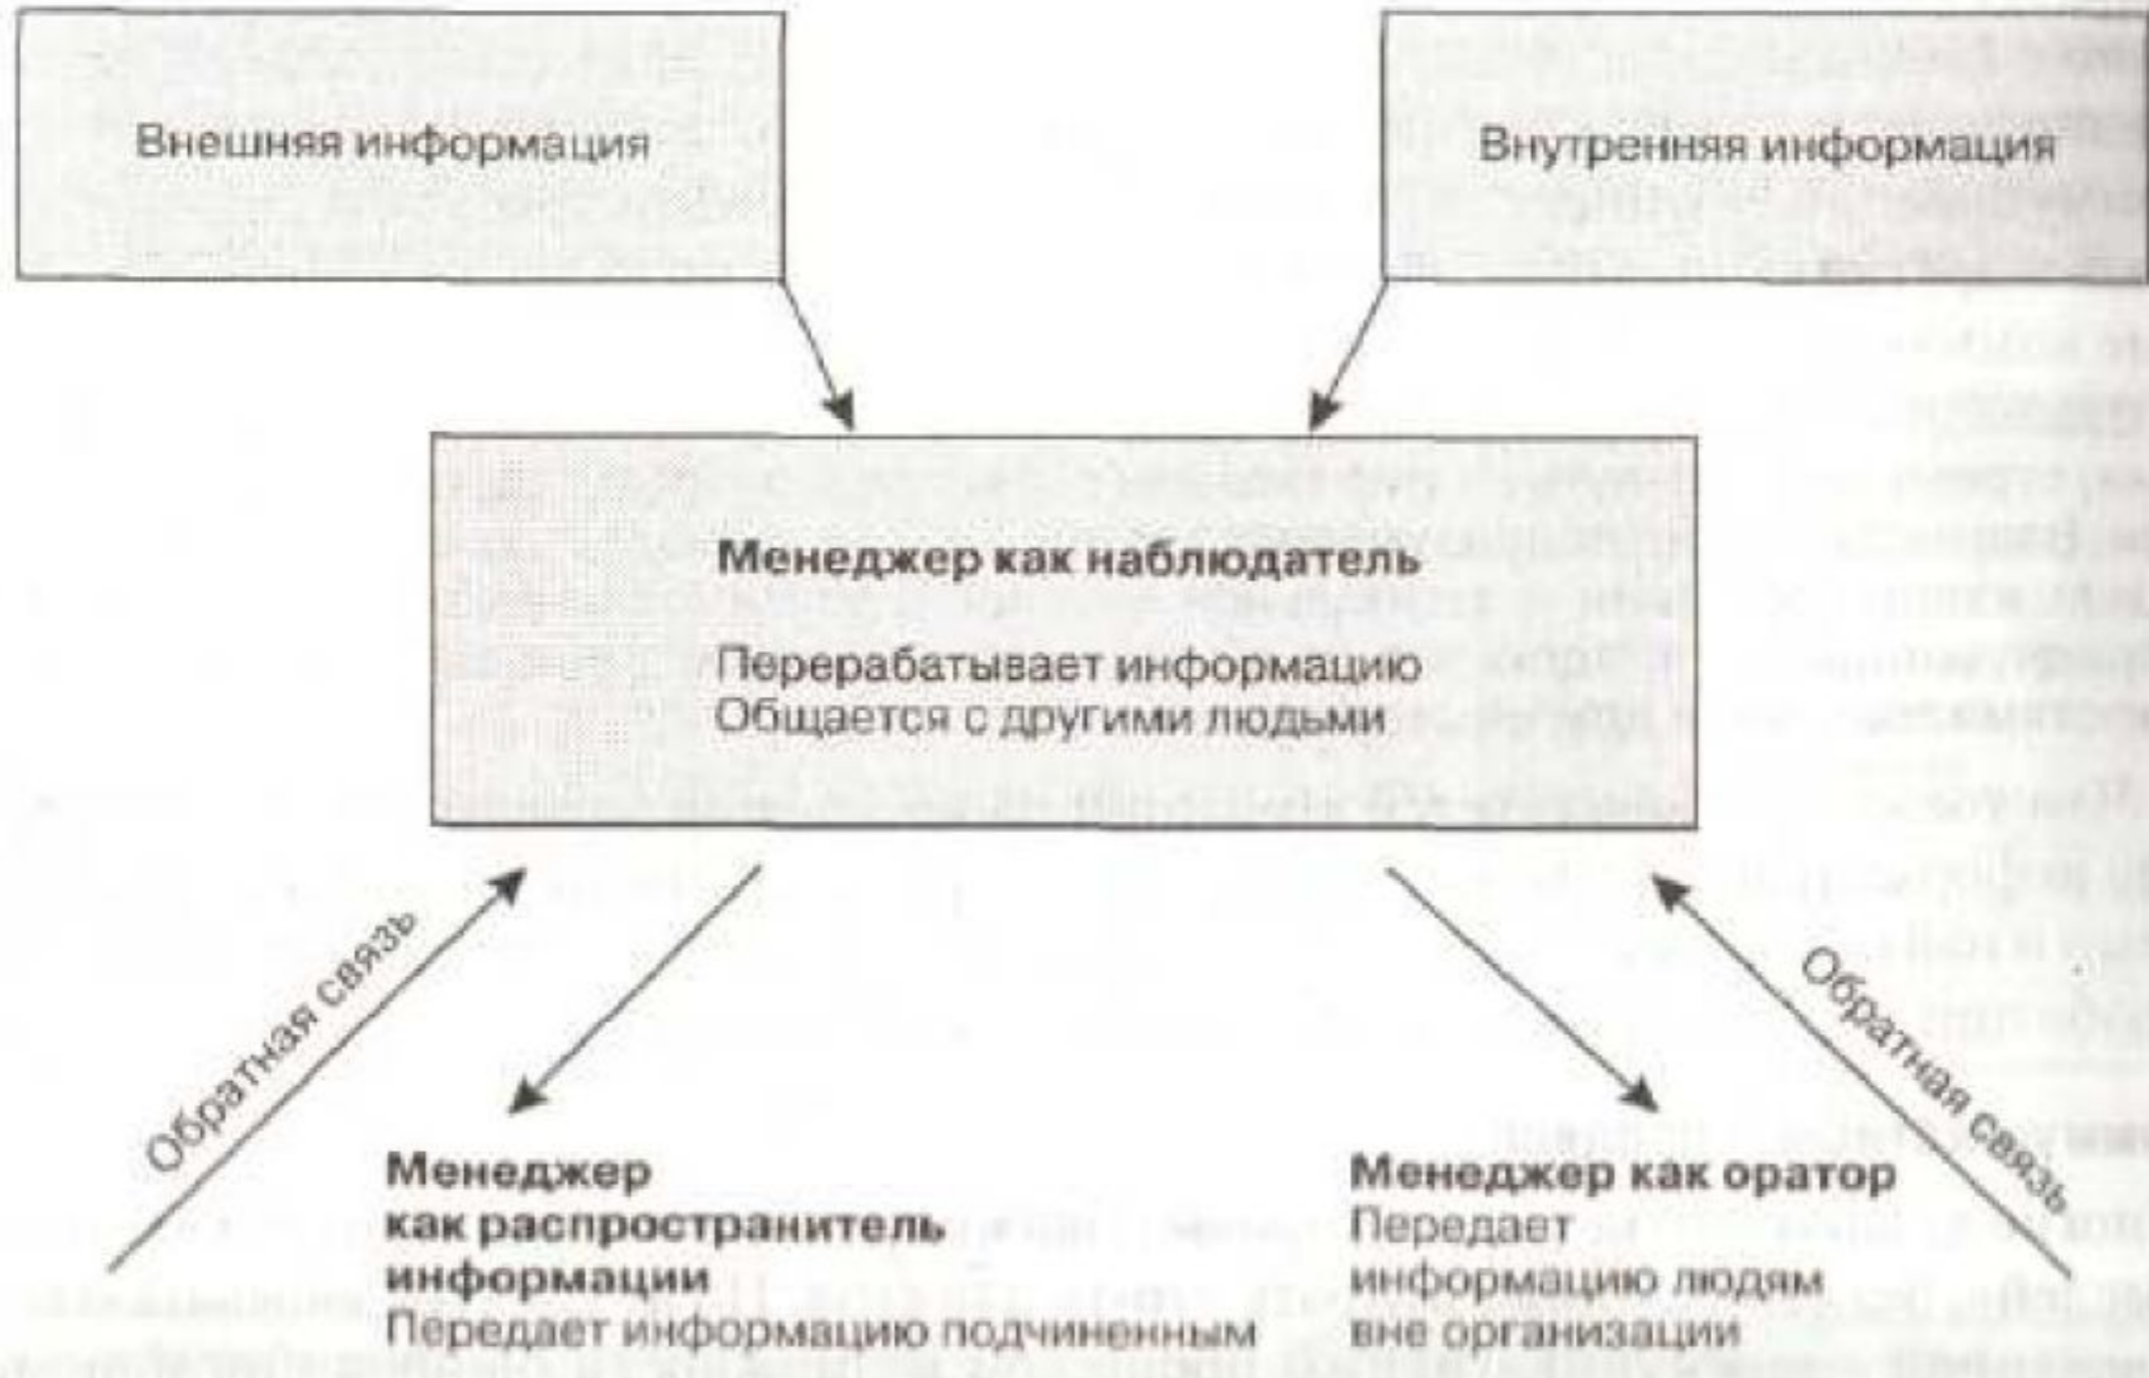 Внешняя информация
Внутренняя информация
Менеджер как наблюдатель
Перерабатывает информацию
Общается с другими людьми
Обратная связь
Обратная связь
Менеджер
как распространитель
информации
Передает информацию подчиненным
Менеджер как оратор
Передает
информацию людям
вне организации